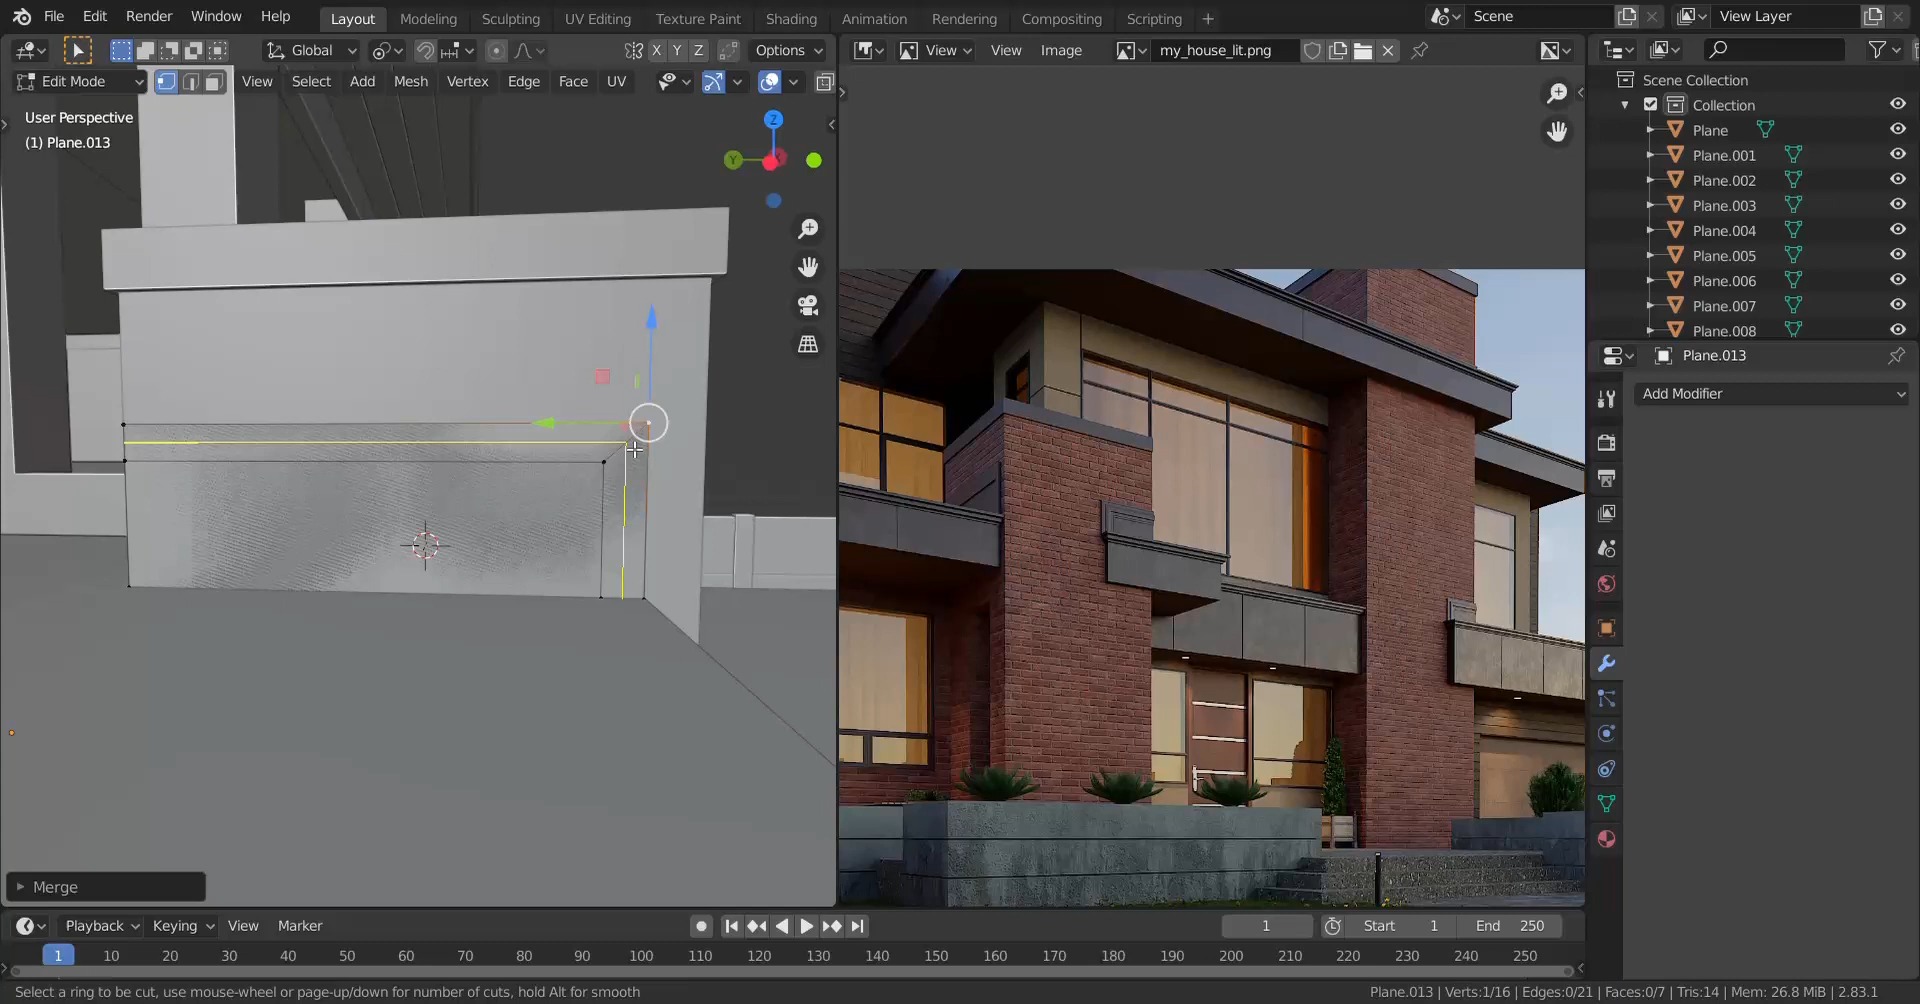 File Edit Render Window Help Layout Modeling Sculpting UV Editing Texture Paint Shading Animation Rendering Compositing Scripting + Scene View Layer
Global X Y Z Options View View Image my_house_lit.png
Edit Mode View Select Add Mesh Vertex Edge Face UV
User Perspective
(1) Plane.013
Z
Y
Scene Collection
Collection
Plane
Plane.001
Plane.002
Plane.003
Plane.004
Plane.005
Plane.006
Plane.007
Plane.008
Plane.013
Add Modifier
Merge
Playback Keying View Marker 1 Start 1 End 250
1 10 20 30 40 50 60 70 80 90 100 110 120 130 140 150 160 170 180 190 200 210 220 230 240 250
Select a ring to be cut, use mouse-wheel or page-up/down for number of cuts, hold Alt for smooth
Plane.013 | Verts:1/16 | Edges:0/21 | Faces:0/7 | Tris:14 | Mem: 26.8 MiB | 2.83.1